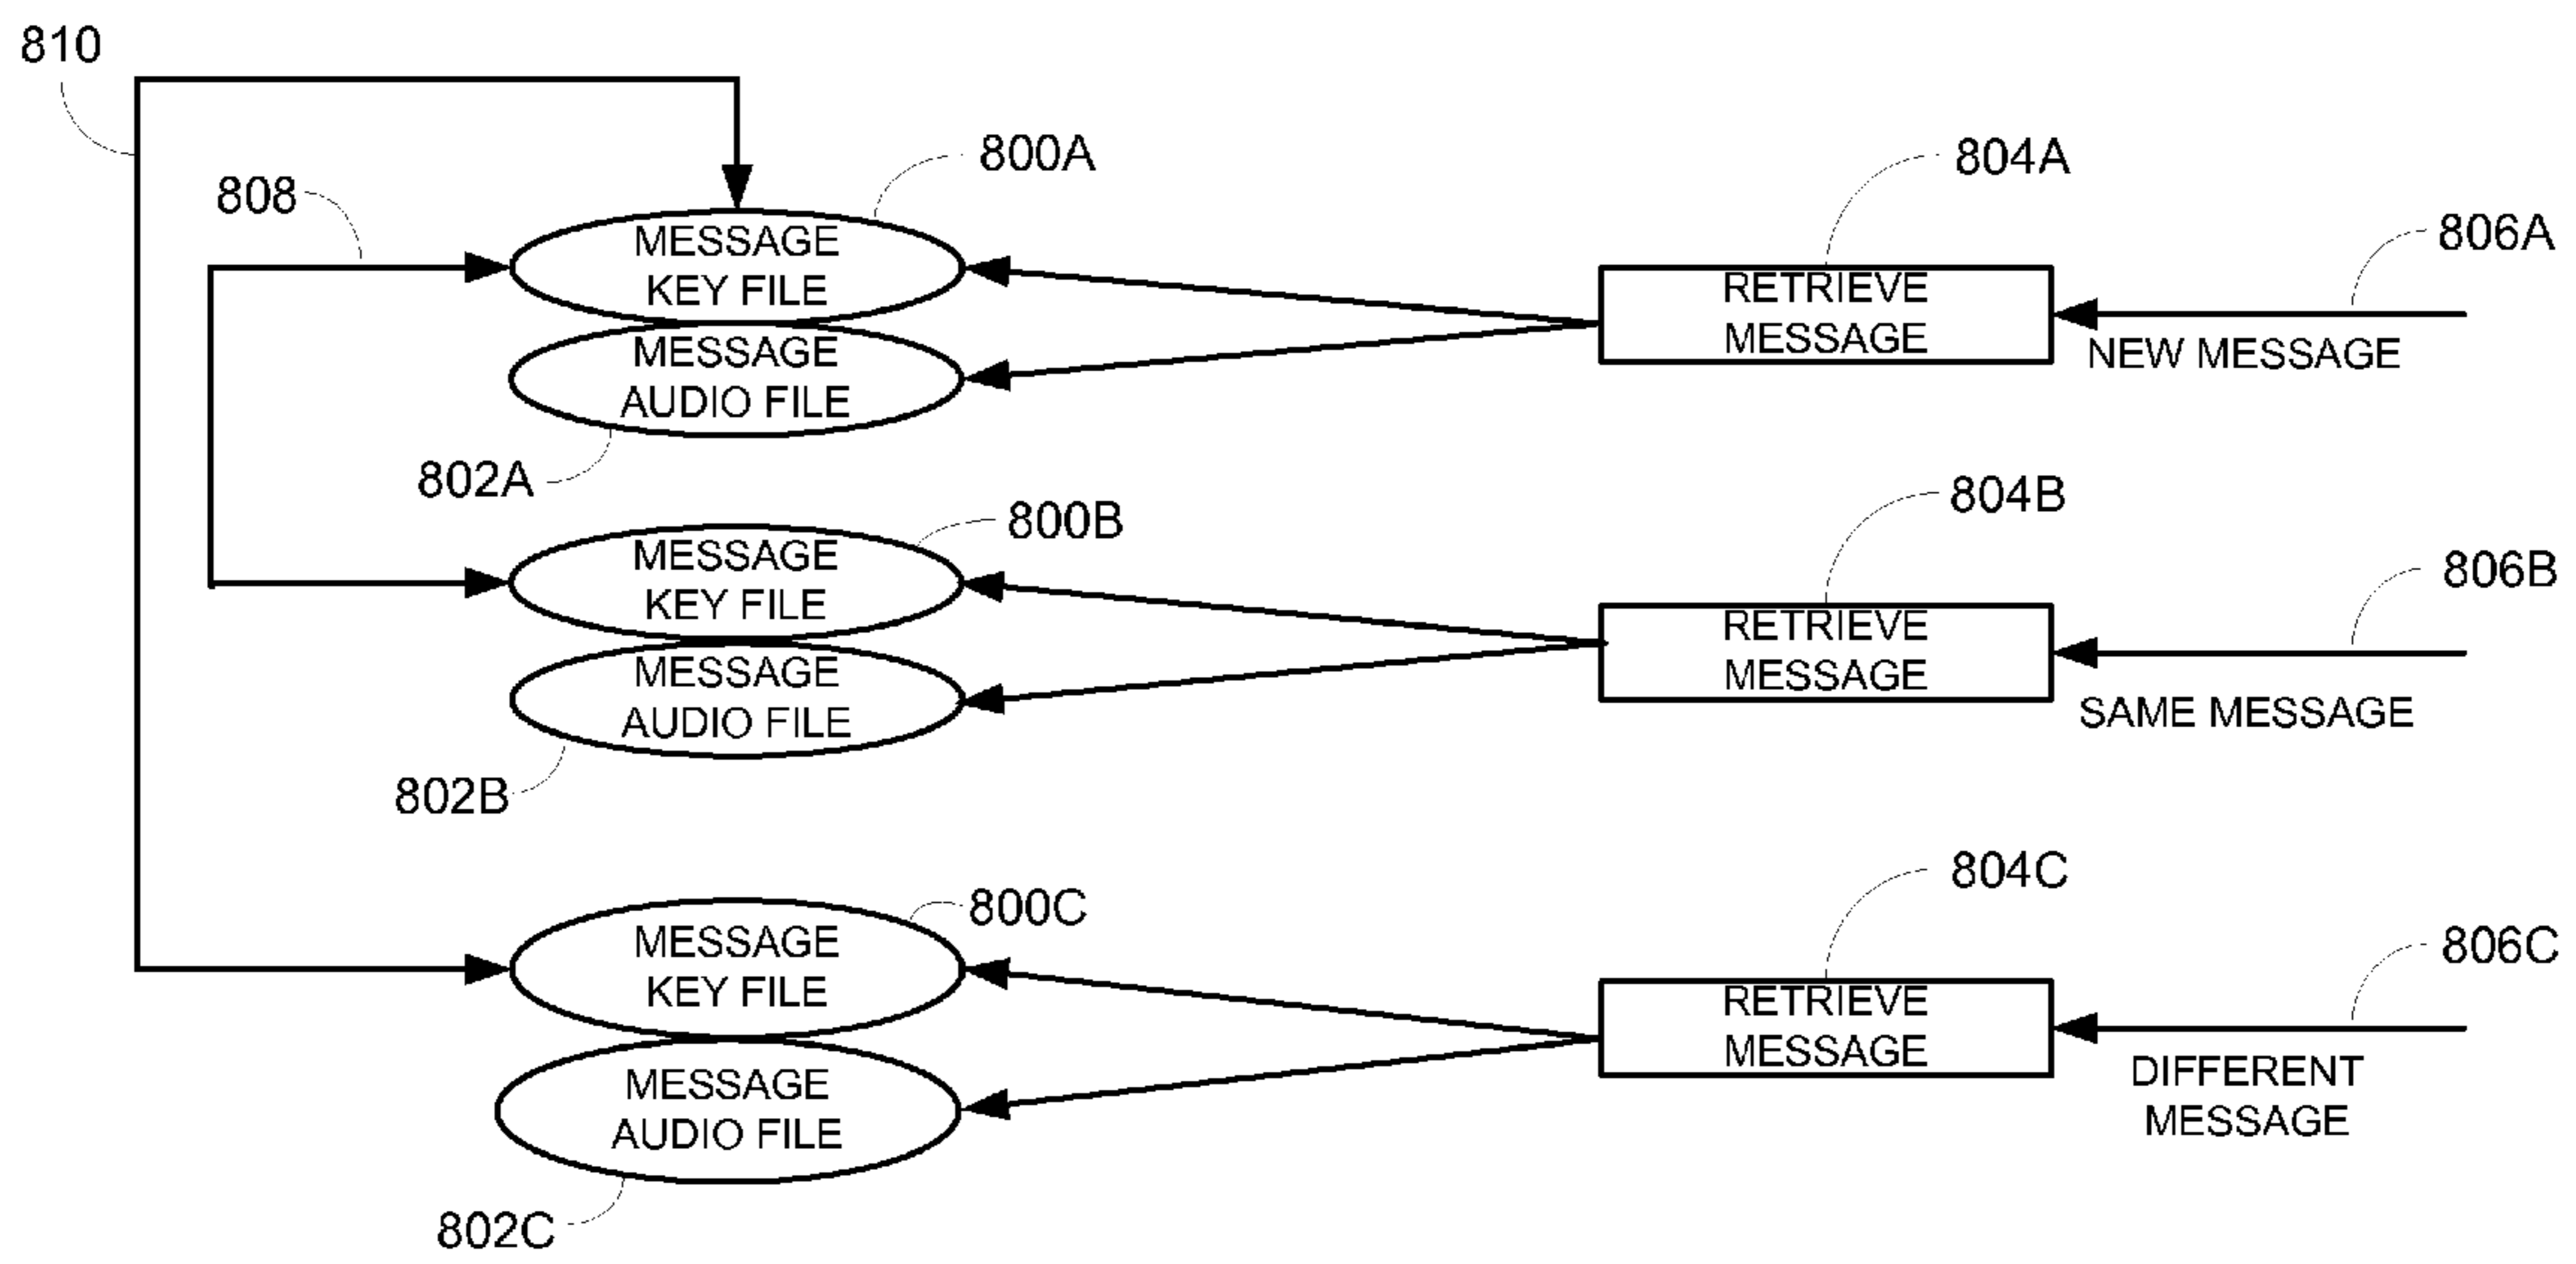 810
808
800A
804A
806A
MESSAGE
KEY FILE
RETRIEVE
MESSAGE
NEW MESSAGE
MESSAGE
AUDIO FILE
802A
800B
804B
806B
MESSAGE
KEY FILE
RETRIEVE
MESSAGE
SAME MESSAGE
MESSAGE
AUDIO FILE
802B
800C
804C
806C
MESSAGE
KEY FILE
RETRIEVE
MESSAGE
DIFFERENT
MESSAGE
MESSAGE
AUDIO FILE
802C